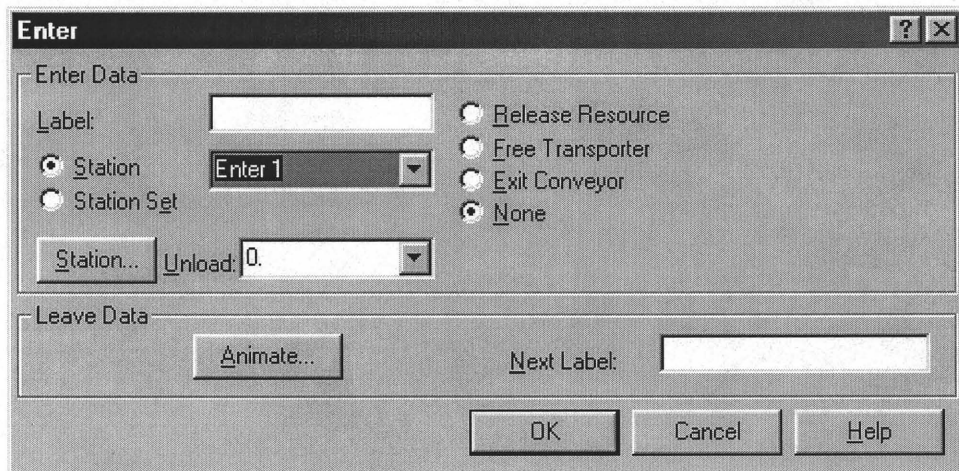 Enter
Enter Data
Label:
Release Resource
Station
Enter 1
Free Transporter
Exit Conveyor
Station Set
None
Station...
Unload:
0.
Leave Data
Animate...
Next Label:
OK
Cancel
Help